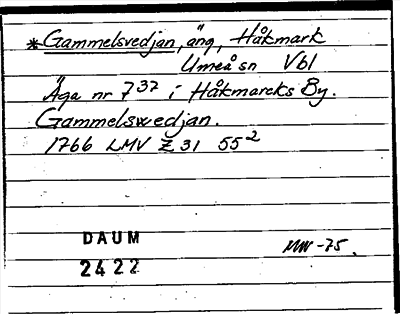 *Gammelsvedjan, äng, Håkmark
Umeå sn Vbl
Äga nr 7³² i Håkmarcks By.
Gammelswedjan.
1766 LMV Z 31 55²
DAUM
2422
MW-75.